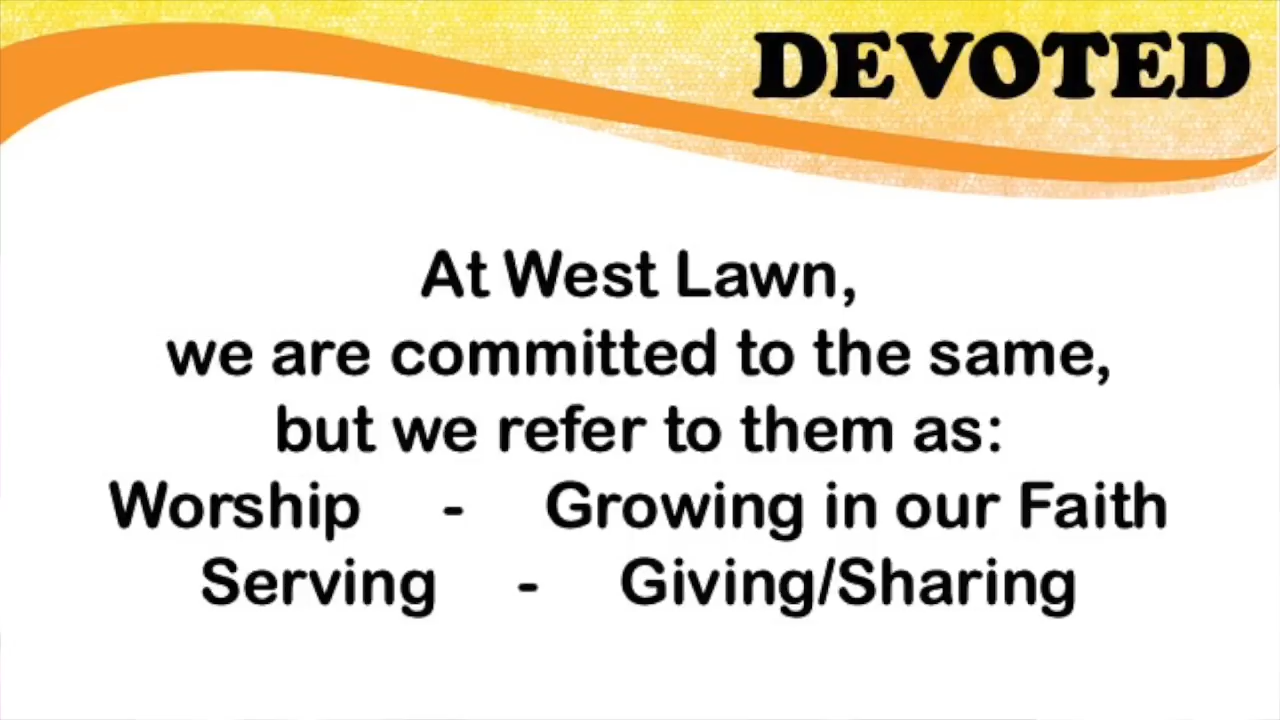 DEVOTED
At West Lawn,
we are committed to the same,
but we refer to them as:
Worship - Growing in our Faith
Serving - Giving/Sharing